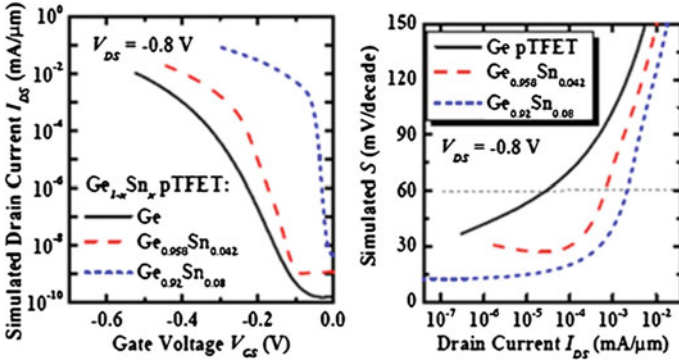 Simulated Drain Current I_DS (mA/μm)
10^0
10^-2
10^-4
10^-6
10^-8
10^-10
V_DS = -0.8 V
Ge_1-xSn_x pTFET:
Ge
Ge_0.958Sn_0.042
Ge_0.92Sn_0.08
-0.6
-0.4
-0.2
0.0
Gate Voltage V_GS (V)
Simulated S (mV/decade)
150
120
90
60
30
0
Ge pTFET
Ge_0.958Sn_0.042
Ge_0.92Sn_0.08
V_DS = -0.8 V
10^-7
10^-6
10^-5
10^-4
10^-3
10^-2
Drain Current I_DS (mA/μm)